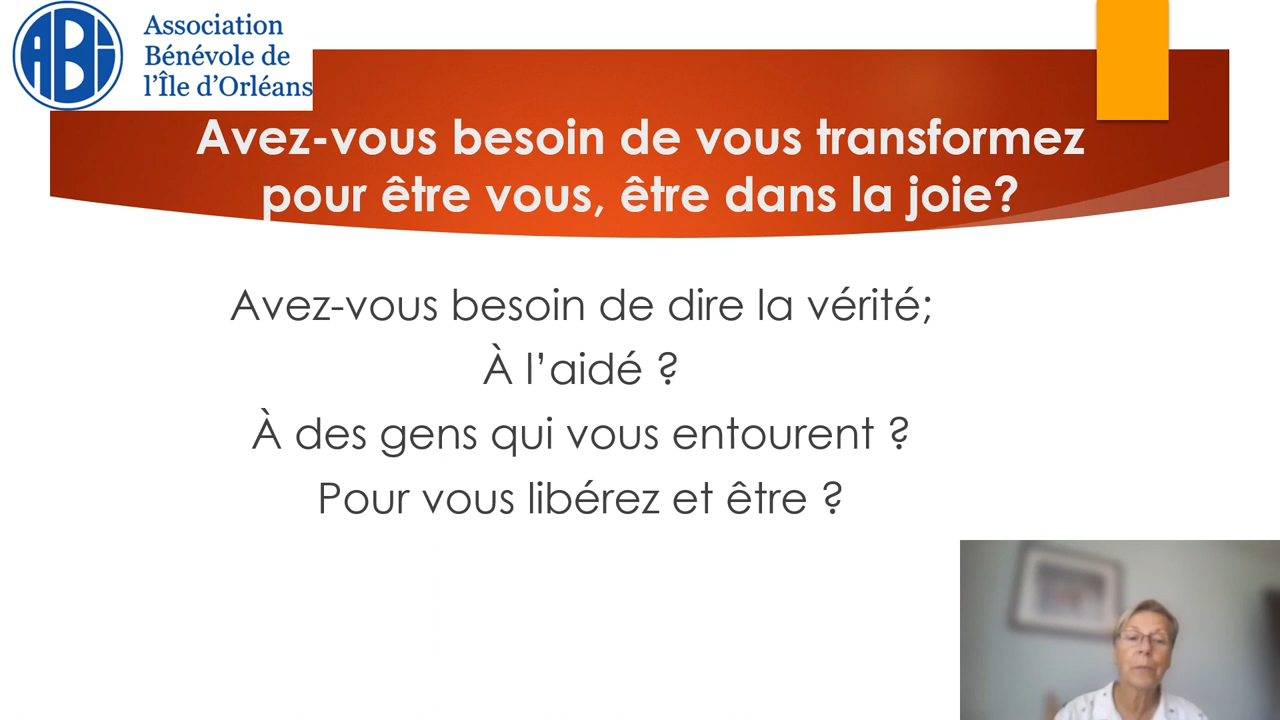 ABi
Association
Bénévole de
l'Île d'Orléans
Avez-vous besoin de vous transformez
pour être vous, être dans la joie?
Avez-vous besoin de dire la vérité;
À l'aidé ?
À des gens qui vous entourent ?
Pour vous libérez et être ?